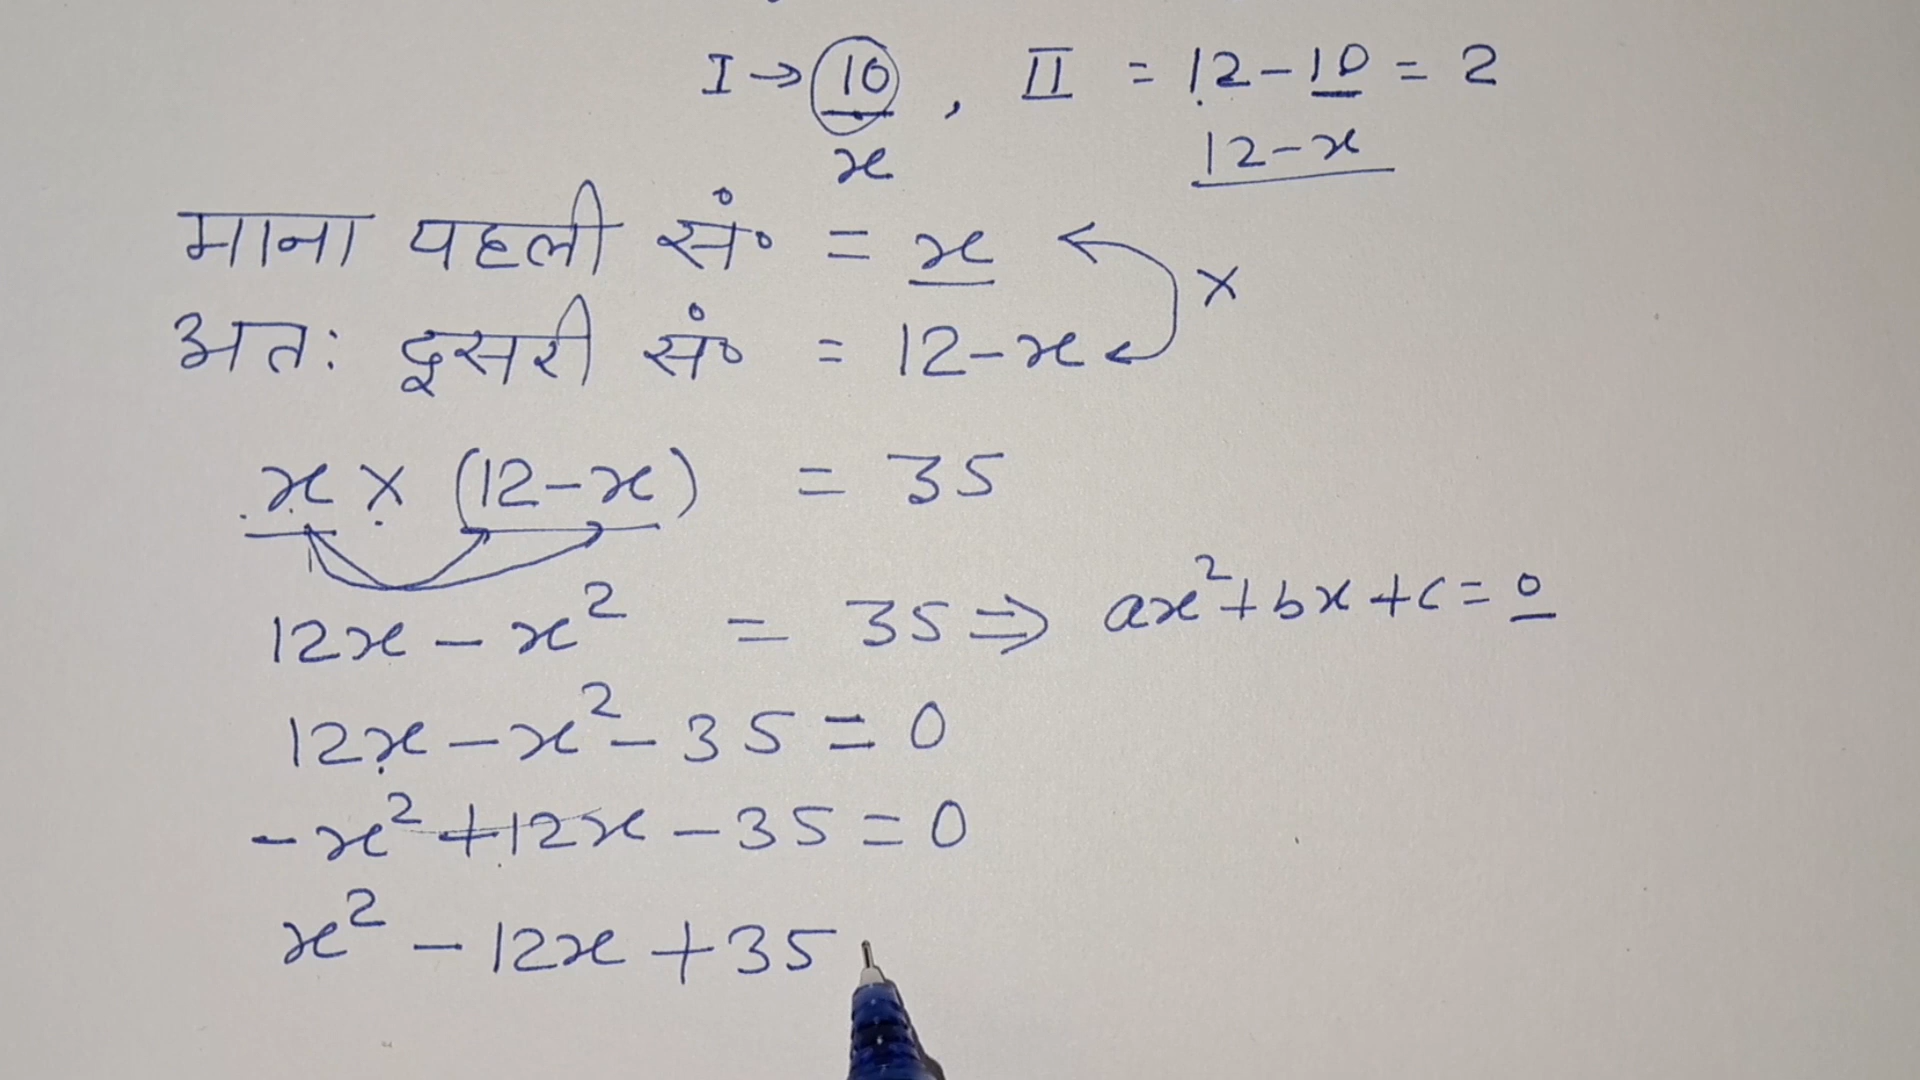 I → 10 , II = 12 - 10 = 2
x 12 - x
माना पहली सं॰ = x
×
अतः दूसरी सं॰ = 12 - x
x × (12 - x) = 35
12x - x² = 35 ⇒ ax² + bx + c = 0
12x - x² - 35 = 0
- x² + 12x - 35 = 0
x² - 12x + 35